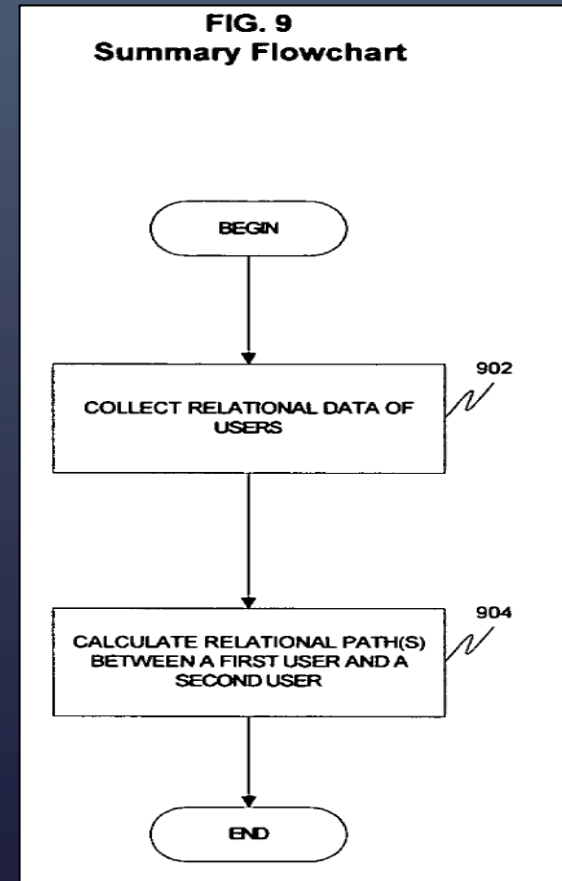 FIG. 9
Summary Flowchart
BEGIN
902
COLLECT RELATIONAL DATA OF
USERS
904
CALCULATE RELATIONAL PATH(S)
BETWEEN A FIRST USER AND A
SECOND USER
END